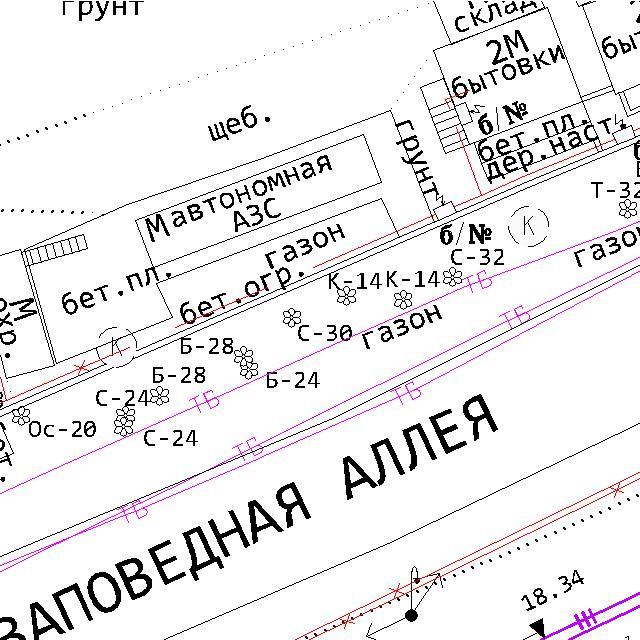 грунт
склад
2М
бытовки
быт
щеб.
б/№
бет.пл.
дер.наст.
грунт
Мавтономная
АЗС
Т-32
б/№
К
газон
С-32
газон
бет.пл.
бет.огр.
К-14
К-14
ТБ
М
охр.
С-30
газон
ТБ
Б-28
Б-28
Б-24
С-24
ТБ
ТБ
Ос-20
С-24
ТБ
ТБ
ЗАПОВЕДНАЯ АЛЛЕЯ
18.34